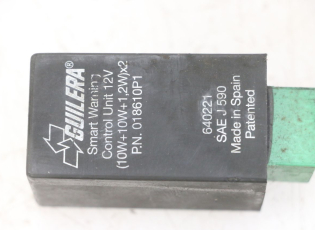 GUILERA®
Smart Warning
Control Unit 12V
(10W+10W+1,2W)x2
P.N. 018610P1
640221
SAE J 590
Made in Spain
Patented